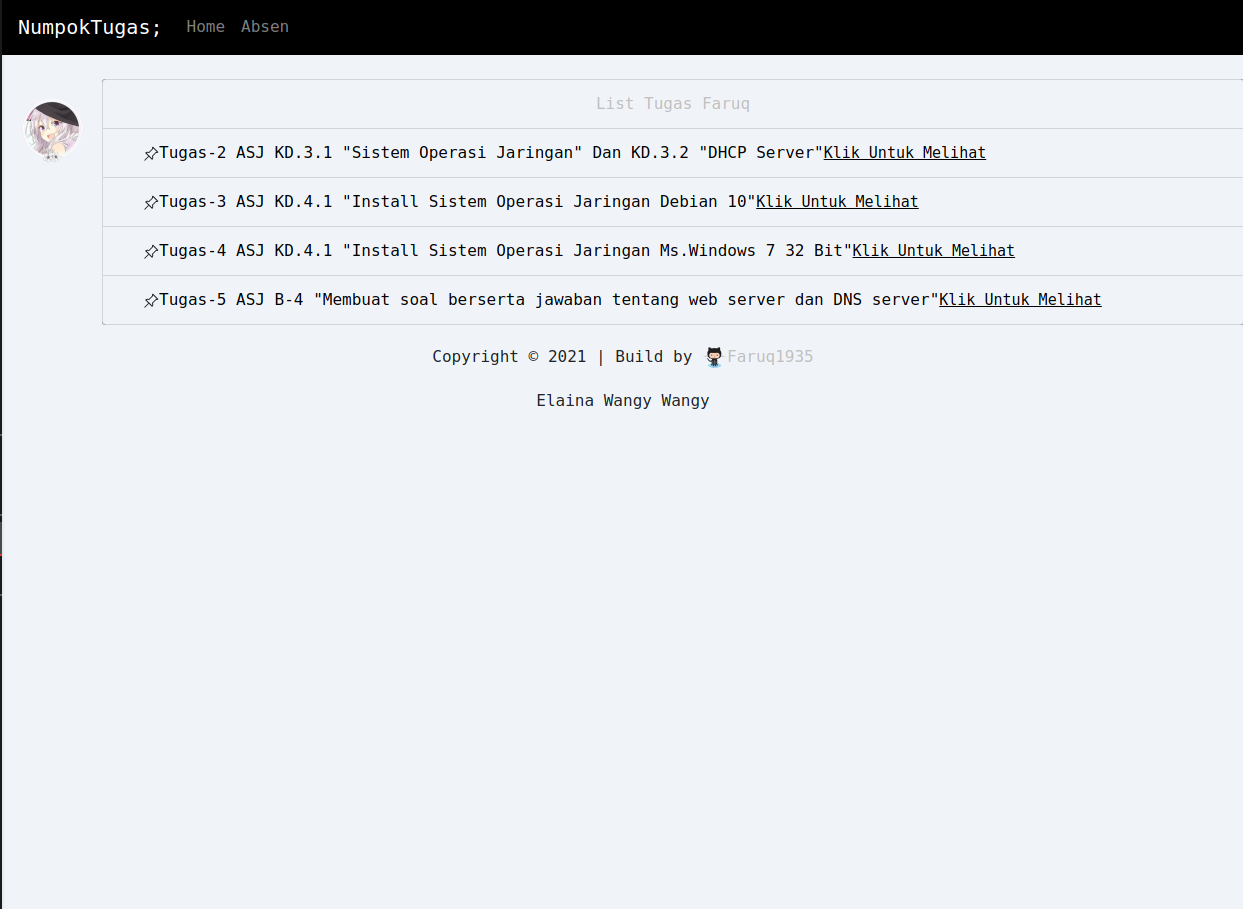 NumpokTugas; Home Absen
List Tugas Faruq
Tugas-2 ASJ KD.3.1 "Sistem Operasi Jaringan" Dan KD.3.2 "DHCP Server"Klik Untuk Melihat
Tugas-3 ASJ KD.4.1 "Install Sistem Operasi Jaringan Debian 10"Klik Untuk Melihat
Tugas-4 ASJ KD.4.1 "Install Sistem Operasi Jaringan Ms.Windows 7 32 Bit"Klik Untuk Melihat
Tugas-5 ASJ B-4 "Membuat soal berserta jawaban tentang web server dan DNS server"Klik Untuk Melihat
Copyright © 2021 | Build by Faruq1935
Elaina Wangy Wangy